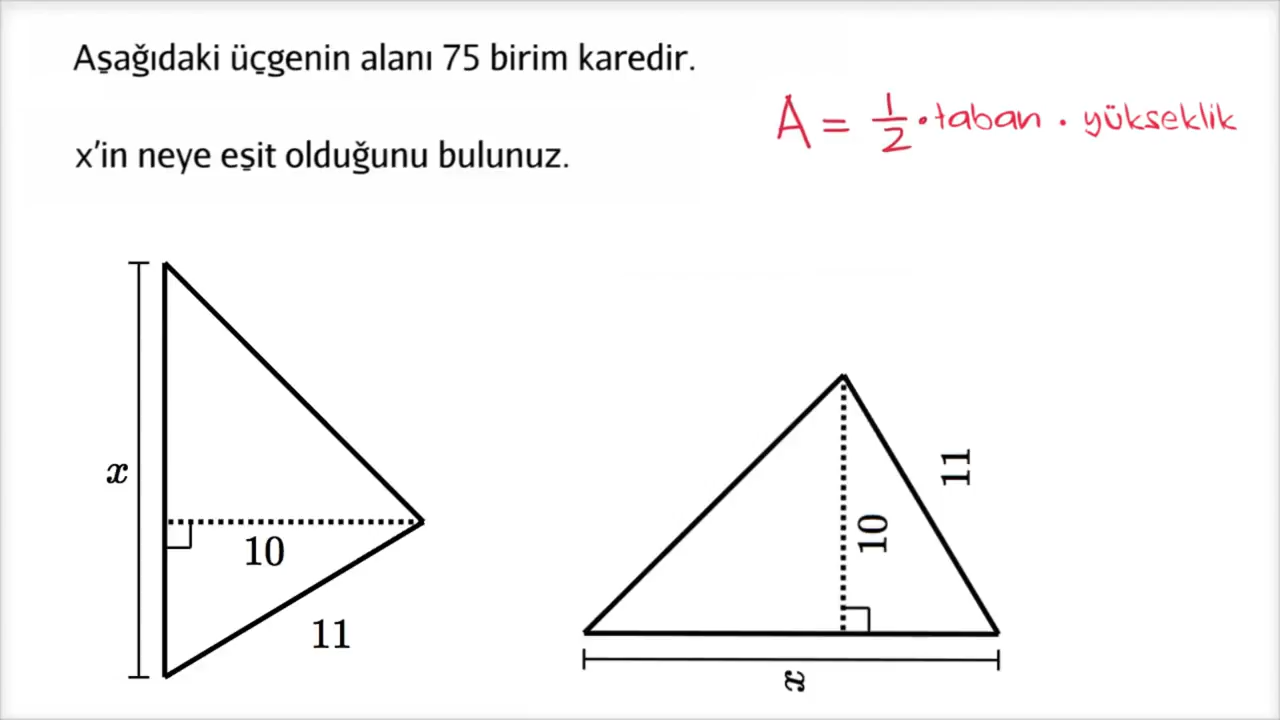 Aşağıdaki üçgenin alanı 75 birim karedir.
A = 1/2 · taban · yükseklik
x'in neye eşit olduğunu bulunuz.
x
10
11
11
10
x